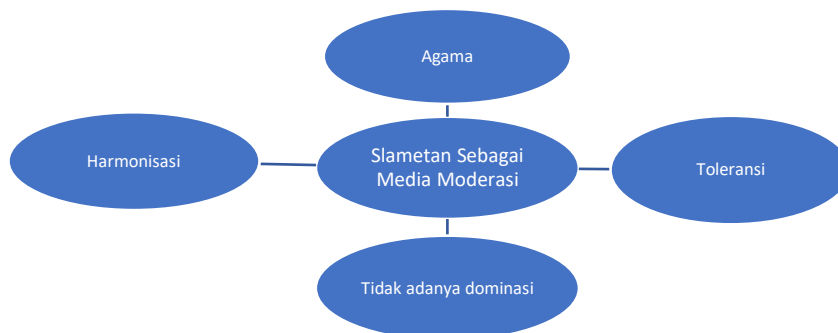 Agama
Harmonisasi
Slametan Sebagai
Media Moderasi
Toleransi
Tidak adanya dominasi